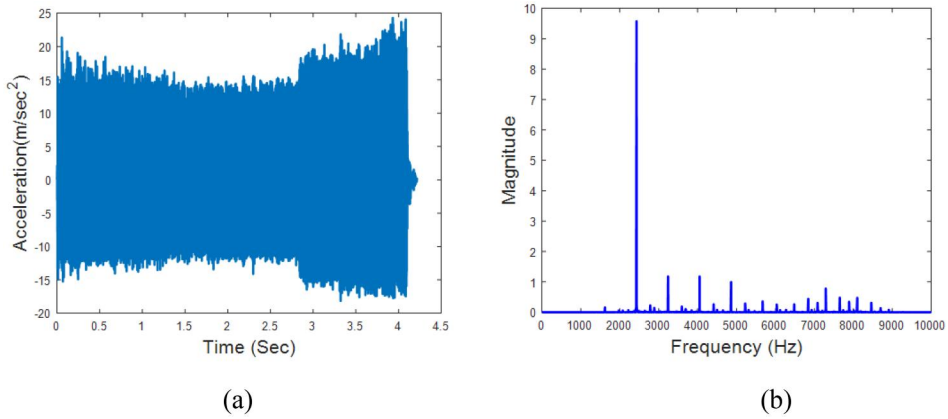 25
20
15
10
5
0
-5
-10
-15
-20
0 0.5 1 1.5 2 2.5 3 3.5 4 4.5
Acceleration(m/sec²)
Time (Sec)
(a)
10
9
8
7
6
5
4
3
2
1
0
0 1000 2000 3000 4000 5000 6000 7000 8000 9000 10000
Magnitude
Frequency (Hz)
(b)